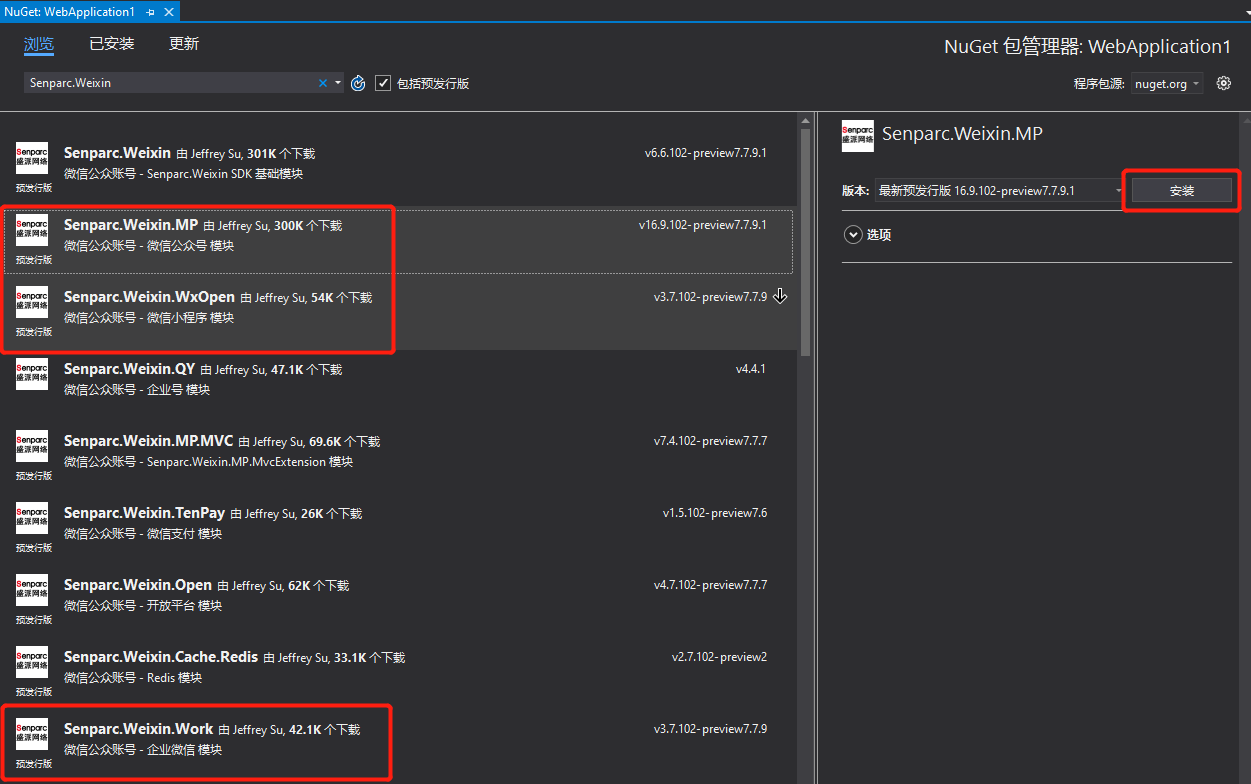 NuGet: WebApplication1
浏览 已安装 更新
NuGet 包管理器: WebApplication1
Senparc.Weixin
包括预发行版
程序包源: nuget.org
Senparc
盛派网络
预发行版
Senparc.Weixin 由 Jeffrey Su, 301K 个下载
v6.6.102-preview7.7.9.1
微信公众账号 - Senparc.Weixin SDK 基础模块
Senparc
盛派网络
预发行版
Senparc.Weixin.MP 由 Jeffrey Su, 300K 个下载
v16.9.102-preview7.7.9.1
微信公众账号 - 微信公众号 模块
Senparc
盛派网络
预发行版
Senparc.Weixin.WxOpen 由 Jeffrey Su, 54K 个下载
v3.7.102-preview7.7.9
微信公众账号 - 微信小程序 模块
Senparc
盛派网络
Senparc.Weixin.QY 由 Jeffrey Su, 47.1K 个下载
v4.4.1
微信公众账号 - 企业号 模块
Senparc
盛派网络
预发行版
Senparc.Weixin.MP.MVC 由 Jeffrey Su, 69.6K 个下载
v7.4.102-preview7.7.7
微信公众账号 - Senparc.Weixin.MP.MvcExtension 模块
Senparc
盛派网络
预发行版
Senparc.Weixin.TenPay 由 Jeffrey Su, 26K 个下载
v1.5.102-preview7.6
微信公众账号 - 微信支付 模块
Senparc
盛派网络
预发行版
Senparc.Weixin.Open 由 Jeffrey Su, 62K 个下载
v4.7.102-preview7.7.7
微信公众账号 - 开放平台 模块
Senparc
盛派网络
预发行版
Senparc.Weixin.Cache.Redis 由 Jeffrey Su, 33.1K 个下载
v2.7.102-preview2
微信公众账号 - Redis 模块
Senparc
盛派网络
预发行版
Senparc.Weixin.Work 由 Jeffrey Su, 42.1K 个下载
v3.7.102-preview7.7.9
微信公众账号 - 企业微信 模块
Senparc
盛派网络
Senparc.Weixin.MP
版本: 最新预发行版 16.9.102-preview7.7.9.1
安装
选项